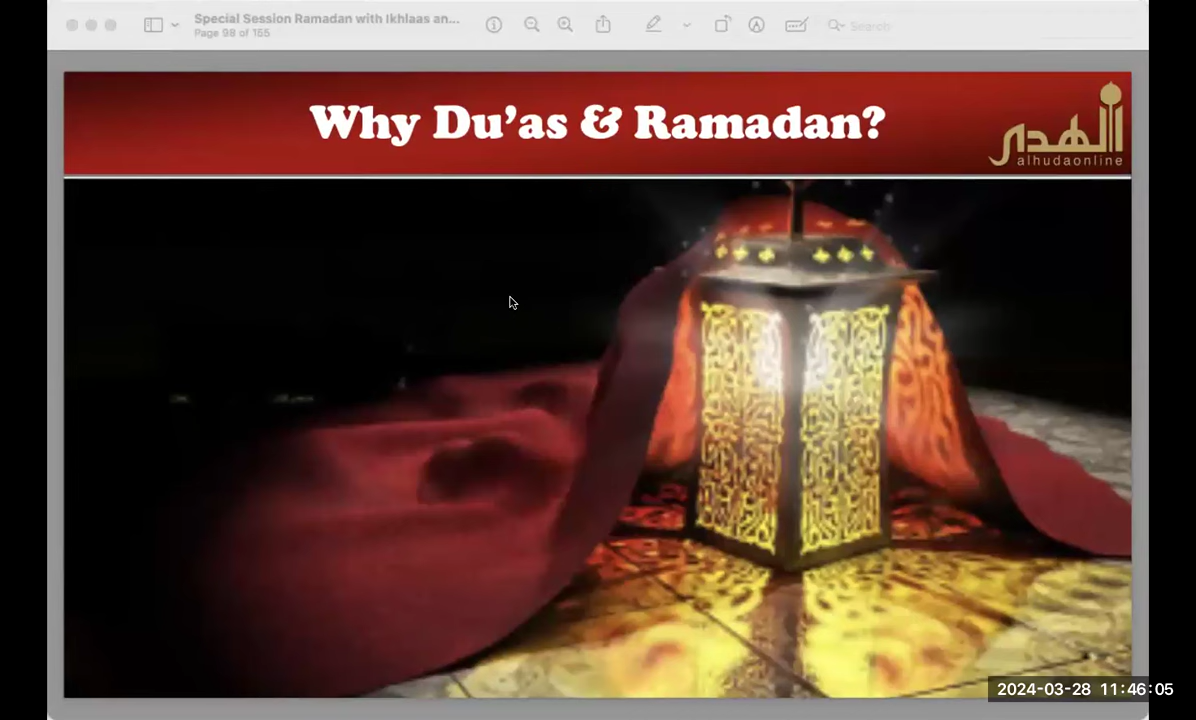 Special Session Ramadan with Ikhlaas an...
Page 98 of 155
Search
Why Du'as & Ramadan?
الهدى
alhudaonline
2024-03-28 11:46:05